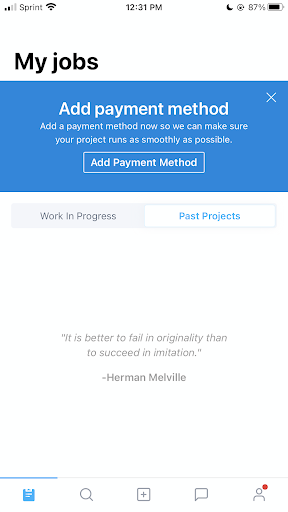 Sprint 12:31 PM 87%
My jobs
Add payment method
Add a payment method now so we can make sure
your project runs as smoothly as possible.
Add Payment Method
Work In Progress Past Projects
"It is better to fail in originality than
to succeed in imitation."
-Herman Melville